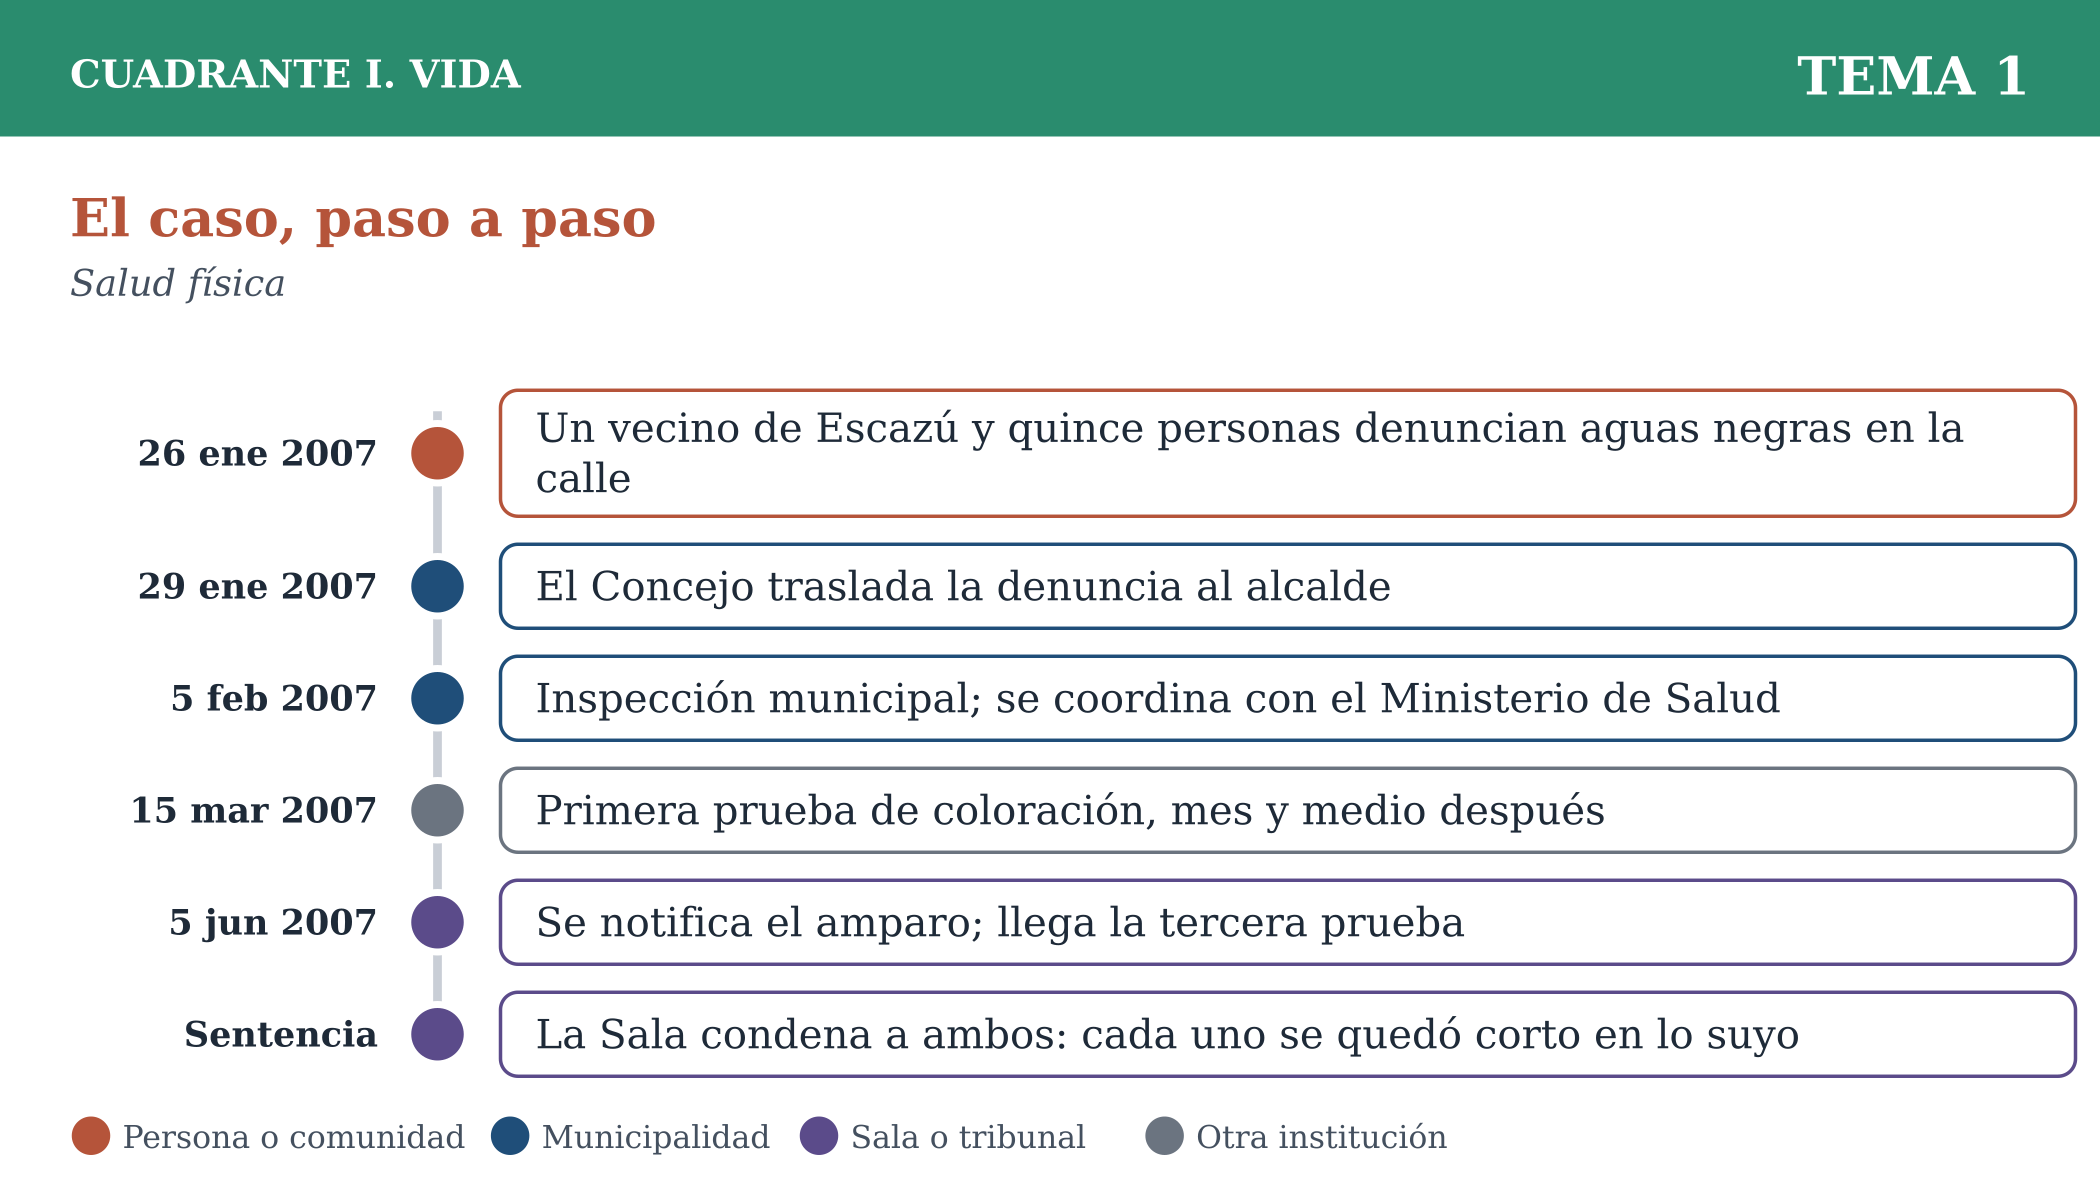 CUADRANTE I. VIDA
TEMA 1
El caso, paso a paso
Salud física
26 ene 2007
Un vecino de Escazú y quince personas denuncian aguas negras en la
calle
29 ene 2007
El Concejo traslada la denuncia al alcalde
5 feb 2007
Inspección municipal; se coordina con el Ministerio de Salud
15 mar 2007
Primera prueba de coloración, mes y medio después
5 jun 2007
Se notifica el amparo; llega la tercera prueba
Sentencia
La Sala condena a ambos: cada uno se quedó corto en lo suyo
Persona o comunidad
Municipalidad
Sala o tribunal
Otra institución